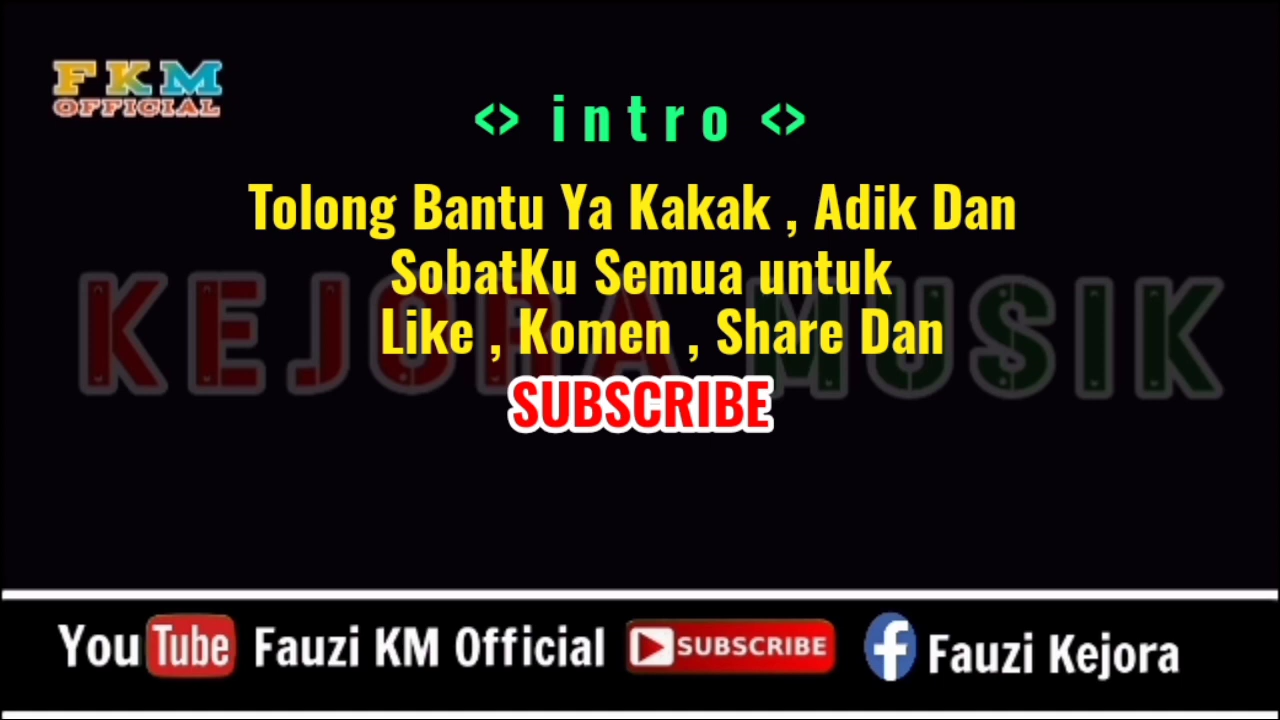 FKM
OFFICIAL
<> intro <>
Tolong Bantu Ya Kakak , Adik Dan
SobatKu Semua untuk
KEJORA MUSIK
Like , Komen , Share Dan
SUBSCRIBE
YouTube Fauzi KM Official SUBSCRIBE f Fauzi Kejora